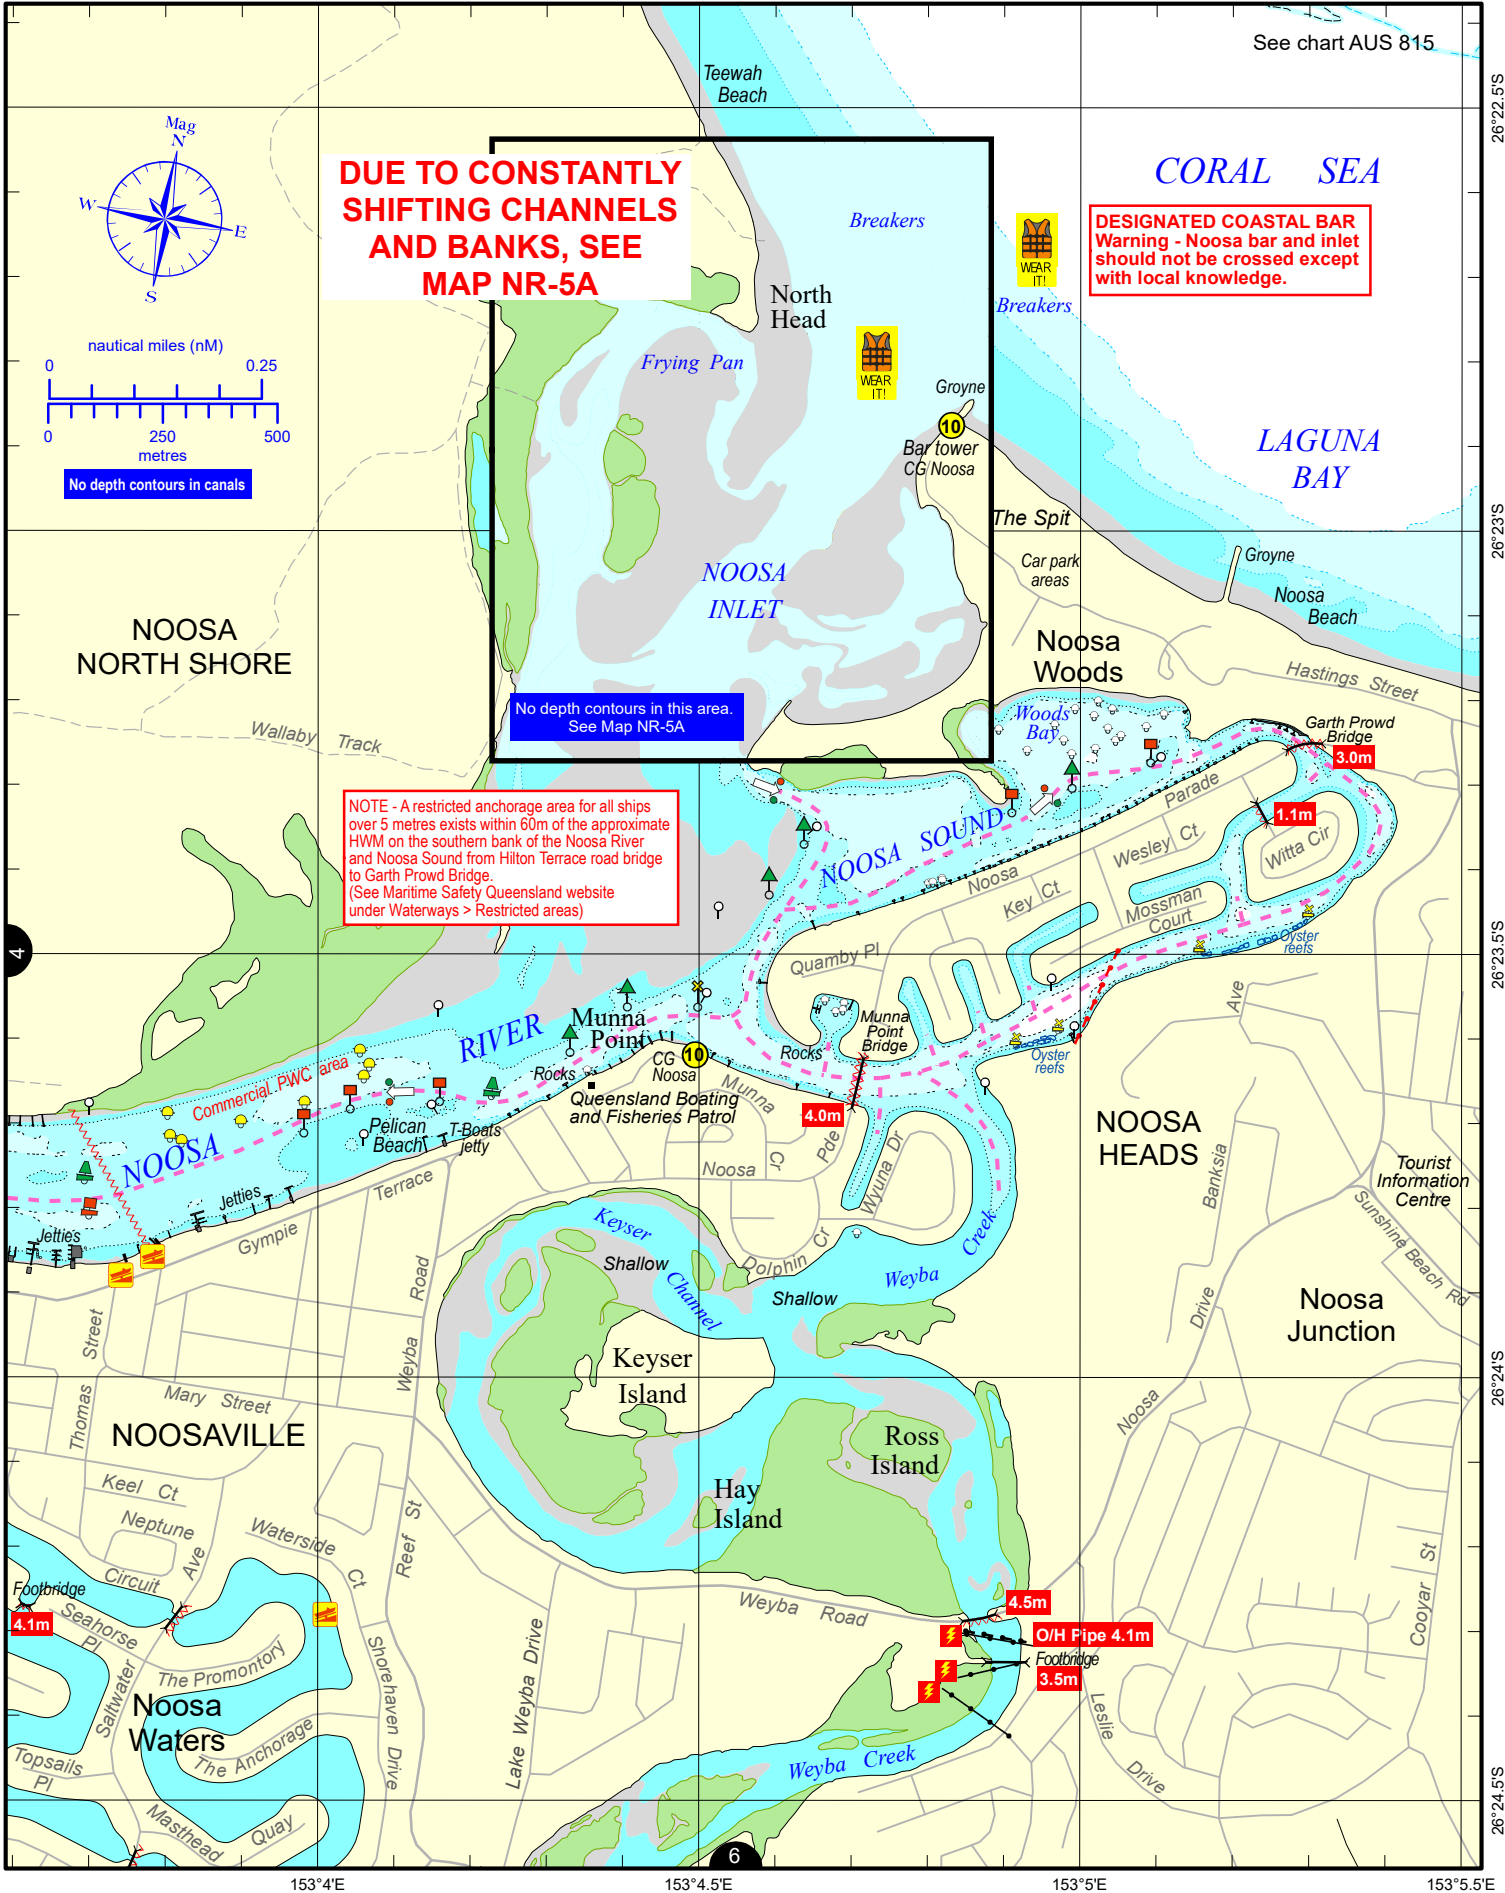 See chart AUS 815
Teewah
Beach
Mag
N
W
E
S
DUE TO CONSTANTLY
SHIFTING CHANNELS
AND BANKS, SEE
MAP NR-5A
CORAL SEA
Breakers
WEAR
IT!
DESIGNATED COASTAL BAR
Warning - Noosa bar and inlet
should not be crossed except
with local knowledge.
Breakers
North
Head
nautical miles (nM)
0 0.25
0 250 500
metres
No depth contours in canals
Frying Pan
WEAR
IT!
Groyne
10
Bar tower
CG Noosa
LAGUNA
BAY
The Spit
Car park
areas
Groyne
Noosa
Beach
NOOSA
INLET
NOOSA
NORTH SHORE
Noosa
Woods
Hastings Street
No depth contours in this area.
See Map NR-5A
Wallaby Track
Woods
Bay
Garth Prowd
Bridge
3.0m
NOTE - A restricted anchorage area for all ships
over 5 metres exists within 60m of the approximate
HWM on the southern bank of the Noosa River
and Noosa Sound from Hilton Terrace road bridge
to Garth Prowd Bridge.
(See Maritime Safety Queensland website
under Waterways > Restricted areas)
Parade
1.1m
NOOSA SOUND
Wesley Ct
Witta Cir
Noosa
Key Ct
Mossman
Court
Oyster
reefs
4
Quamby Pl
Ave
RIVER
Munna
Point
Munna
Point
Bridge
Rocks
Oyster
reefs
Commercial PWC area
10
CG
Noosa
Rocks
Munna
Queensland Boating
and Fisheries Patrol
4.0m
NOOSA
Pelican
Beach
T-Boats
jetty
NOOSA
HEADS
Noosa Cr
Pde
Wyuna Dr
Banksia
Tourist
Information
Centre
Jetties
Jetties
Gympie
Terrace
Keyser
Channel
Shallow
Dolphin Cr
Creek
Weyba
Shallow
Sunshine Beach Rd
Noosa
Junction
Drive
Noosa
Street
Thomas
Road
Weyba
Keyser
Island
Mary Street
NOOSAVILLE
Ross
Island
Hay
Island
Keel Ct
Neptune
Circuit
Ave
Waterside
Ct
Reef St
Footbridge
4.1m
Seahorse
Pl
Weyba Road
4.5m
O/H Pipe 4.1m
Footbridge
3.5m
Cooyar St
The Promontory
Saltwater
Noosa
Waters
The Anchorage
Shorehaven Drive
Lake Weyba Drive
Leslie
Drive
Topsails
Pl
Masthead
Quay
Weyba Creek
6
26°22.5'S
26°23'S
26°23.5'S
26°24'S
26°24.5'S
153°4'E
153°4.5'E
153°5'E
153°5.5'E